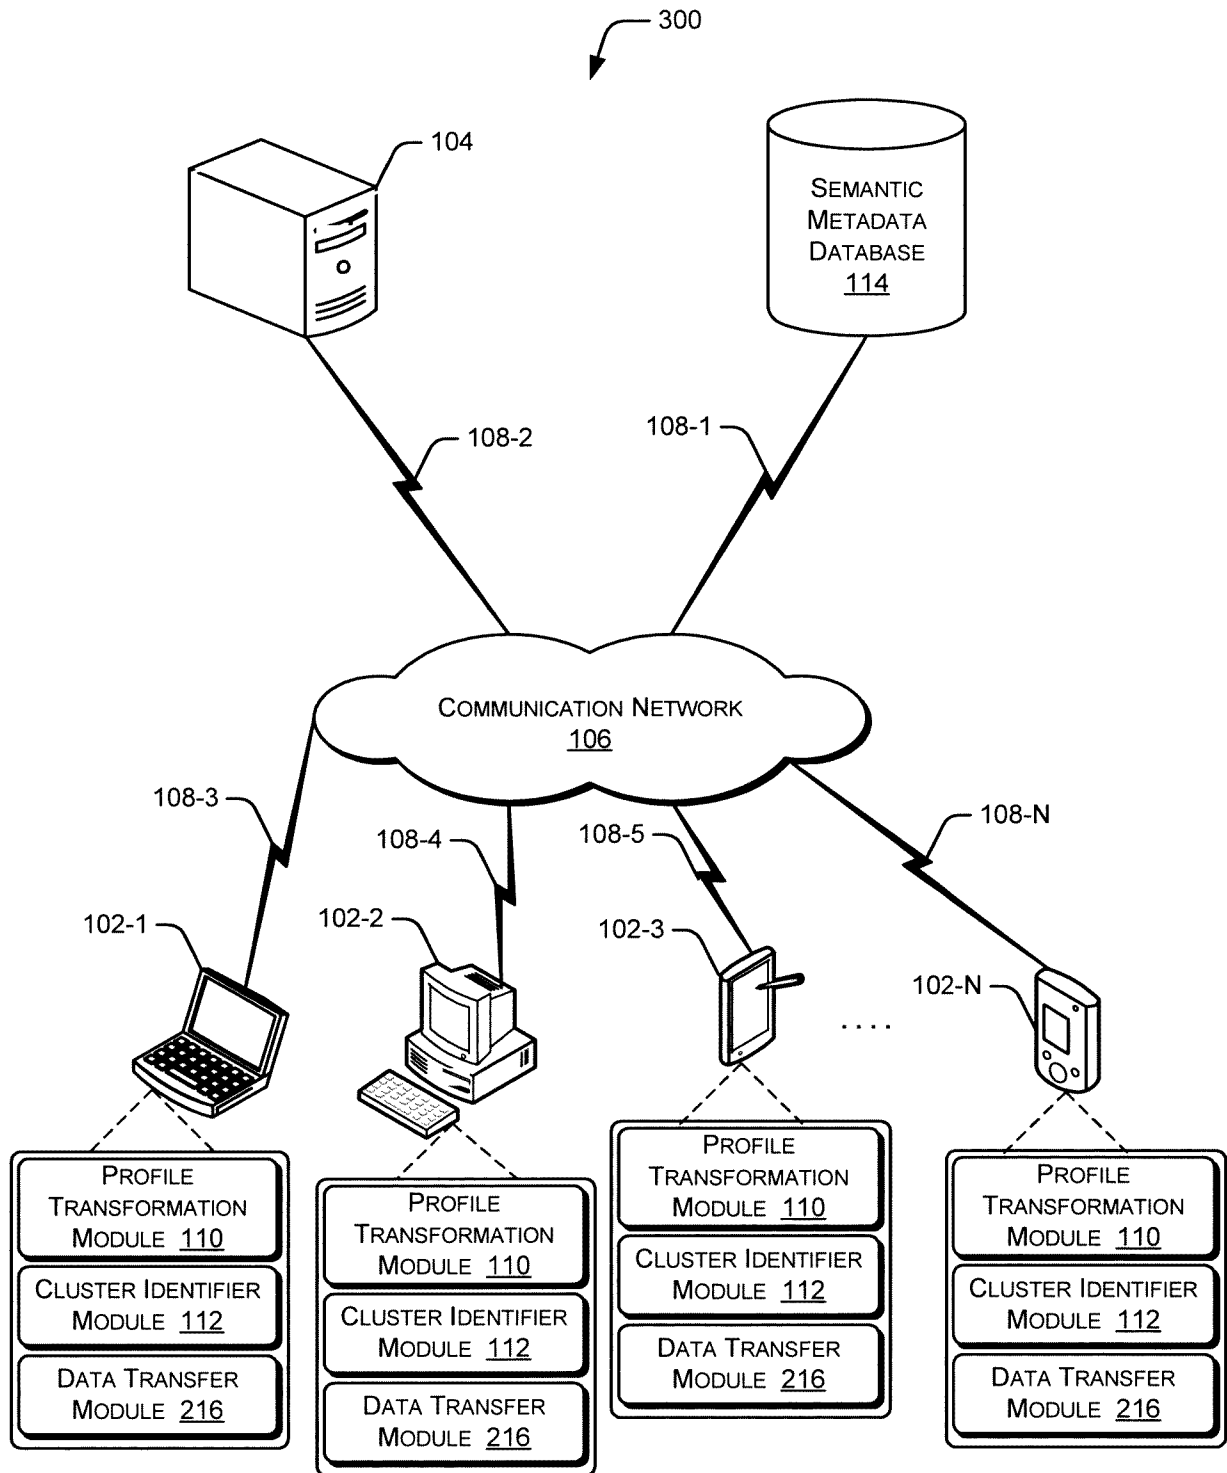 300
104
SEMANTIC
METADATA
DATABASE
114
108-2
108-1
COMMUNICATION NETWORK
106
108-3
108-4
108-5
108-N
102-1
102-2
102-3
102-N
....
PROFILE
TRANSFORMATION
MODULE 110
CLUSTER IDENTIFIER
MODULE 112
DATA TRANSFER
MODULE 216
PROFILE
TRANSFORMATION
MODULE 110
CLUSTER IDENTIFIER
MODULE 112
DATA TRANSFER
MODULE 216
PROFILE
TRANSFORMATION
MODULE 110
CLUSTER IDENTIFIER
MODULE 112
DATA TRANSFER
MODULE 216
PROFILE
TRANSFORMATION
MODULE 110
CLUSTER IDENTIFIER
MODULE 112
DATA TRANSFER
MODULE 216